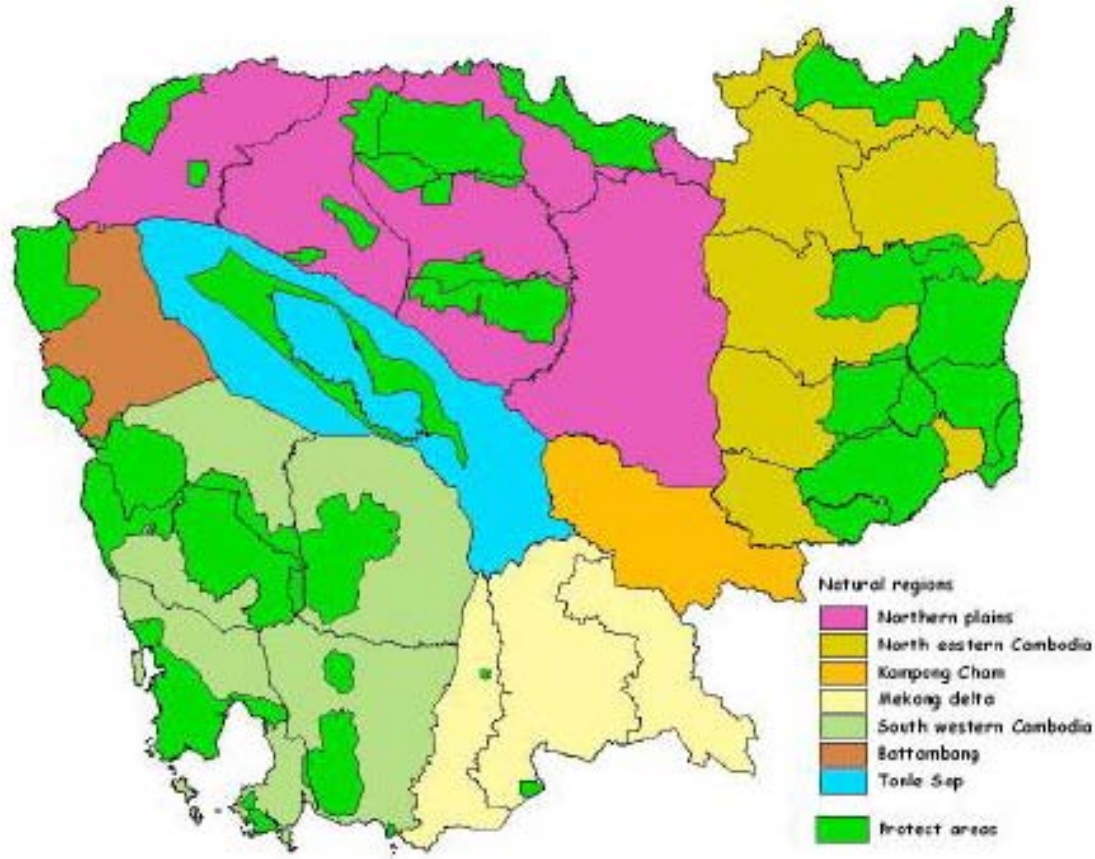 Natural regions
Northern plains
North eastern Cambodia
Kampong Cham
Mekong delta
South western Cambodia
Battambang
Tonle Sap
Protect areas